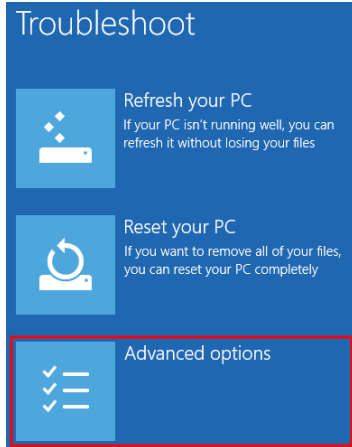 Troubleshoot
Refresh your PC
If your PC isn't running well, you can
refresh it without losing your files
Reset your PC
If you want to remove all of your files,
you can reset your PC completely
Advanced options